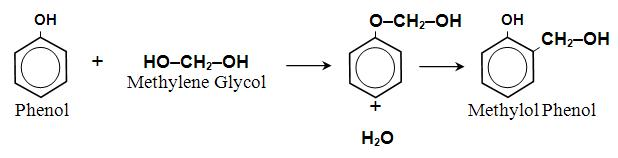 OH
Phenol
+
HO–CH₂–OH
Methylene Glycol
O–CH₂–OH
+
H₂O
OH
CH₂–OH
Methylol Phenol